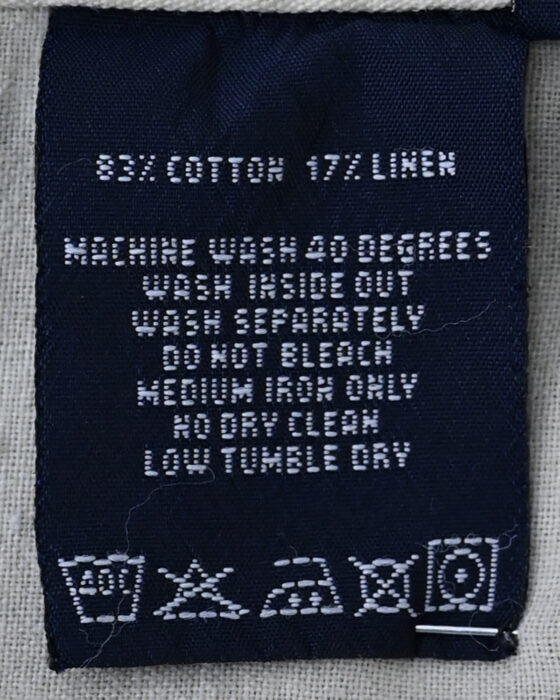 83% COTTON 17% LINEN
MACHINE WASH 40 DEGREES
WASH INSIDE OUT
WASH SEPARATELY
DO NOT BLEACH
MEDIUM IRON ONLY
NO DRY CLEAN
LOW TUMBLE DRY
40°